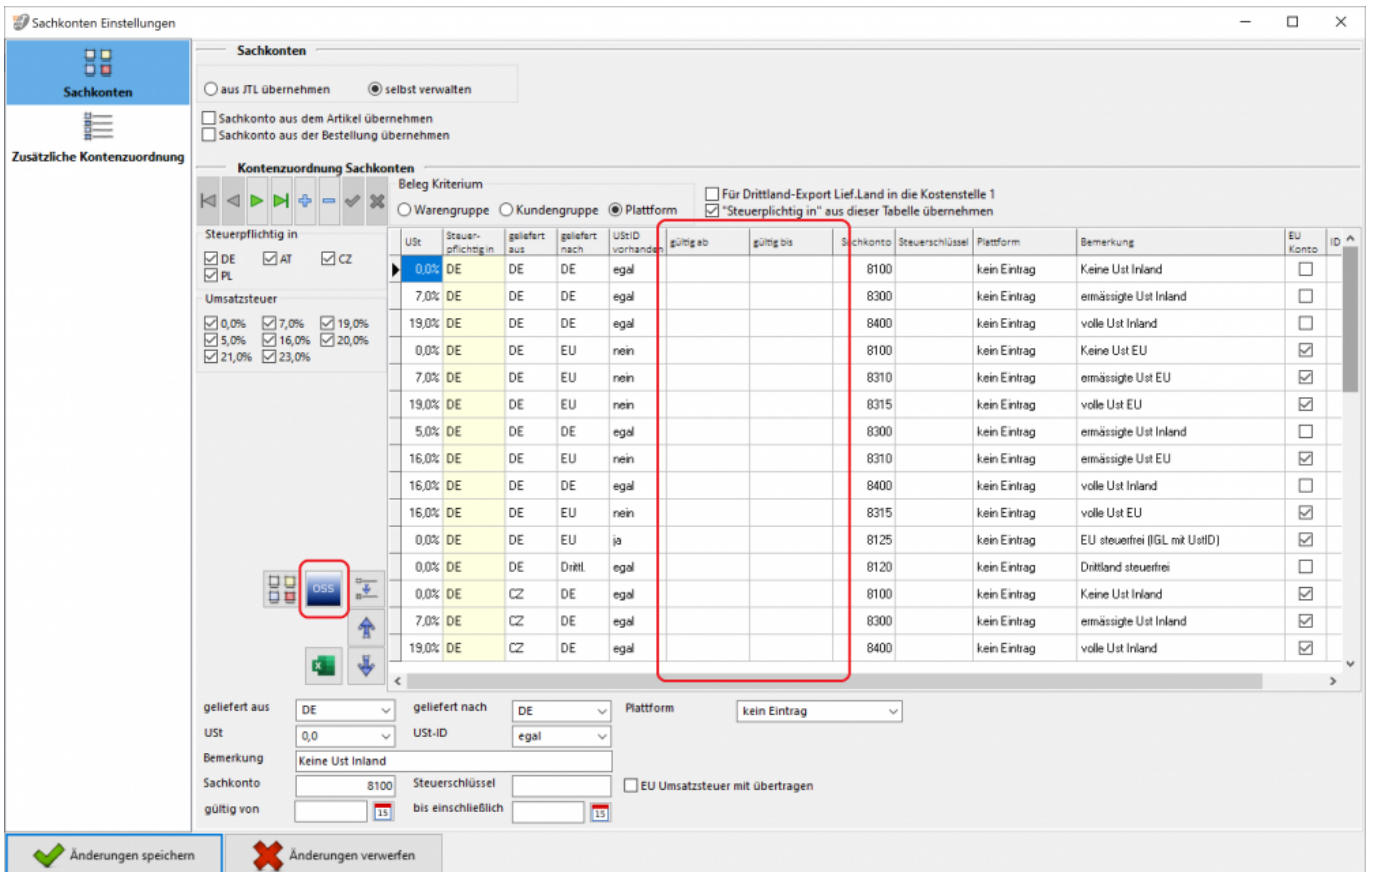 Sachkonten Einstellungen
Sachkonten
Zusätzliche Kontenzuordnung
Sachkonten
aus JTL übernehmen selbst verwalten
Sachkonto aus dem Artikel übernehmen
Sachkonto aus der Bestellung übernehmen
Kontenzuordnung Sachkonten
Beleg Kriterium
Warengruppe Kundengruppe Plattform
Für Drittland-Export Lief.Land in die Kostenstelle 1
"Steuerplichtig in" aus dieser Tabelle übernehmen
Steuerpflichtig in
DE AT CZ
PL
Umsatzsteuer
0,0% 7,0% 19,0%
5,0% 16,0% 20,0%
21,0% 23,0%
OSS
USt Steuer-pflichtig in geliefert aus geliefert nach UStID vorhanden gültig ab gültig bis Sachkonto Steuerschlüssel Plattform Bemerkung EU Konto ID
0,0% DE DE DE egal 8100 kein Eintrag Keine Ust Inland
7,0% DE DE DE egal 8300 kein Eintrag ermässigte Ust Inland
19,0% DE DE DE egal 8400 kein Eintrag volle Ust Inland
0,0% DE DE EU nein 8100 kein Eintrag Keine Ust EU
7,0% DE DE EU nein 8310 kein Eintrag ermässigte Ust EU
19,0% DE DE EU nein 8315 kein Eintrag volle Ust EU
5,0% DE DE DE egal 8300 kein Eintrag ermässigte Ust Inland
16,0% DE DE EU nein 8310 kein Eintrag ermässigte Ust EU
16,0% DE DE DE egal 8400 kein Eintrag volle Ust Inland
16,0% DE DE EU nein 8315 kein Eintrag volle Ust EU
0,0% DE DE EU ja 8125 kein Eintrag EU steuerfrei (IGL mit UstID)
0,0% DE DE Drittl. egal 8120 kein Eintrag Drittland steuerfrei
0,0% DE CZ DE egal 8100 kein Eintrag Keine Ust Inland
7,0% DE CZ DE egal 8300 kein Eintrag ermässigte Ust Inland
19,0% DE CZ DE egal 8400 kein Eintrag volle Ust Inland
geliefert aus DE geliefert nach DE Plattform kein Eintrag
USt 0,0 USt-ID egal
Bemerkung Keine Ust Inland
Sachkonto 8100 Steuerschlüssel EU Umsatzsteuer mit übertragen
gültig von 15 bis einschließlich 15
Änderungen speichern Änderungen verwerfen